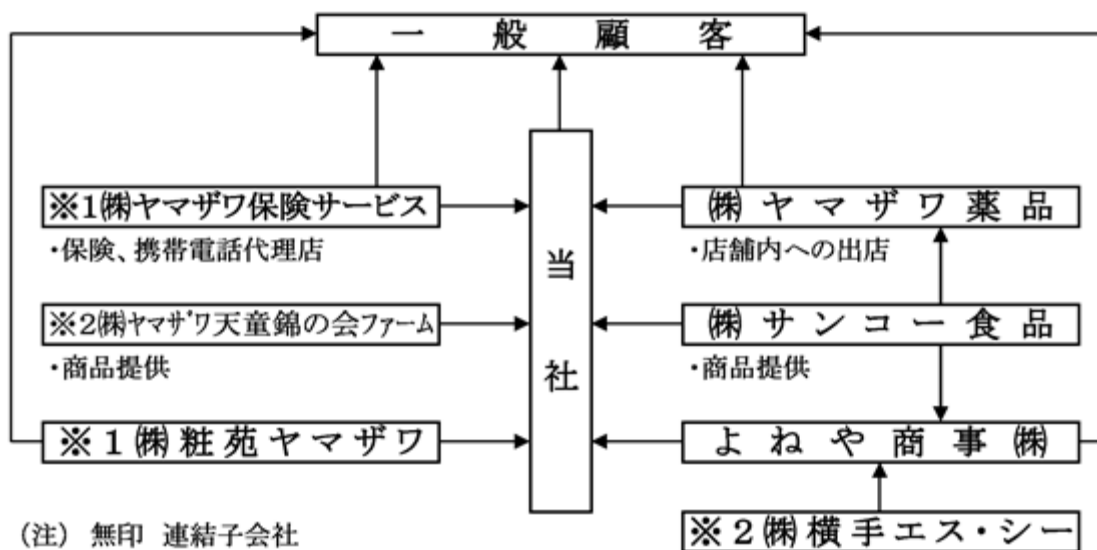 一般顧客
※1㈱ヤマザワ保険サービス
・保険、携帯電話代理店
※2㈱ヤマザワ天童錦の会ファーム
・商品提供
※1㈱粧苑ヤマザワ
当社
㈱ヤマザワ薬品
・店舗内への出店
㈱サンコー食品
・商品提供
よねや商事㈱
※2㈱横手エス・シー
(注) 無印 連結子会社